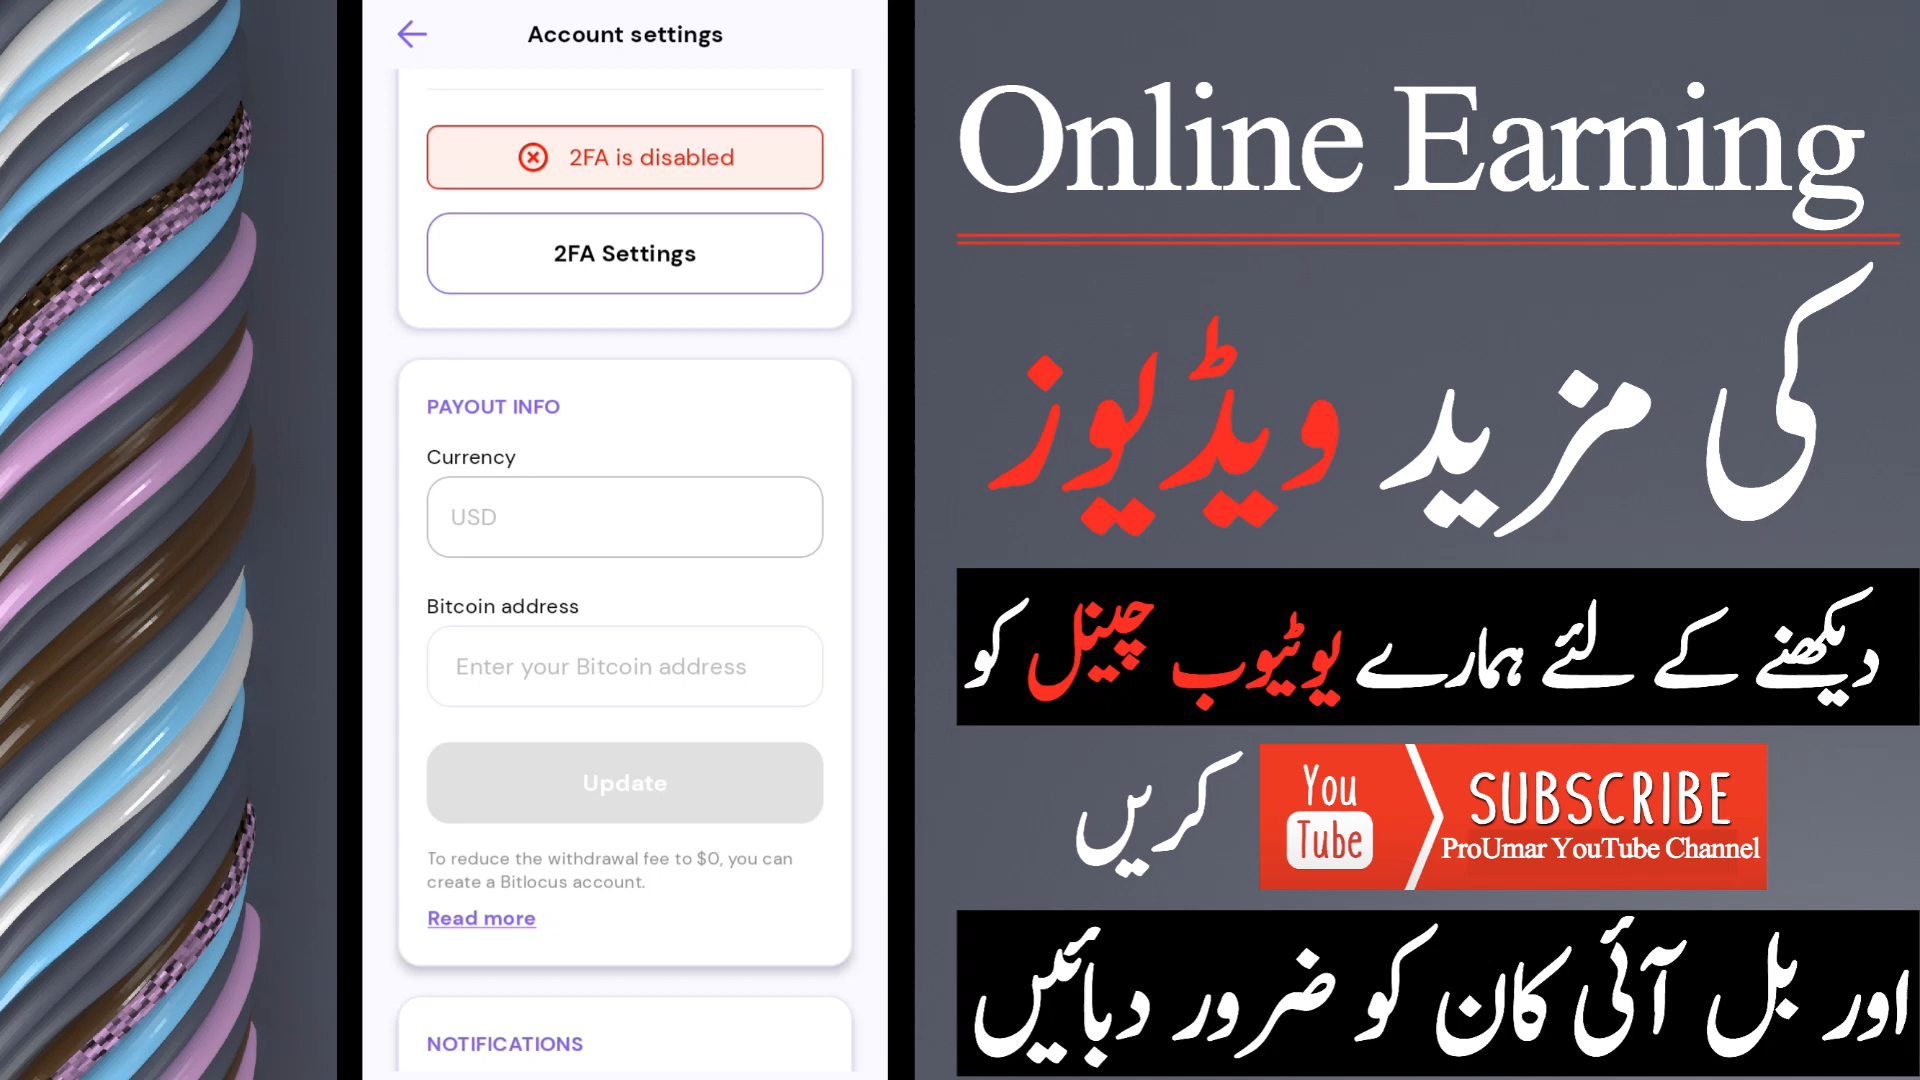 Account settings
2FA is disabled
2FA Settings
PAYOUT INFO
Currency
USD
Bitcoin address
Enter your Bitcoin address
Update
To reduce the withdrawal fee to $0, you can
create a Bitlocus account.
Read more
NOTIFICATIONS
Online Earning
کی مزید ویڈیوز
دیکھنے کے لئے ہمارے یوٹیوب چینل کو
You
Tube
SUBSCRIBE
ProUmar YouTube Channel
کریں
اور بل آئی کان کو ضرور دبائیں